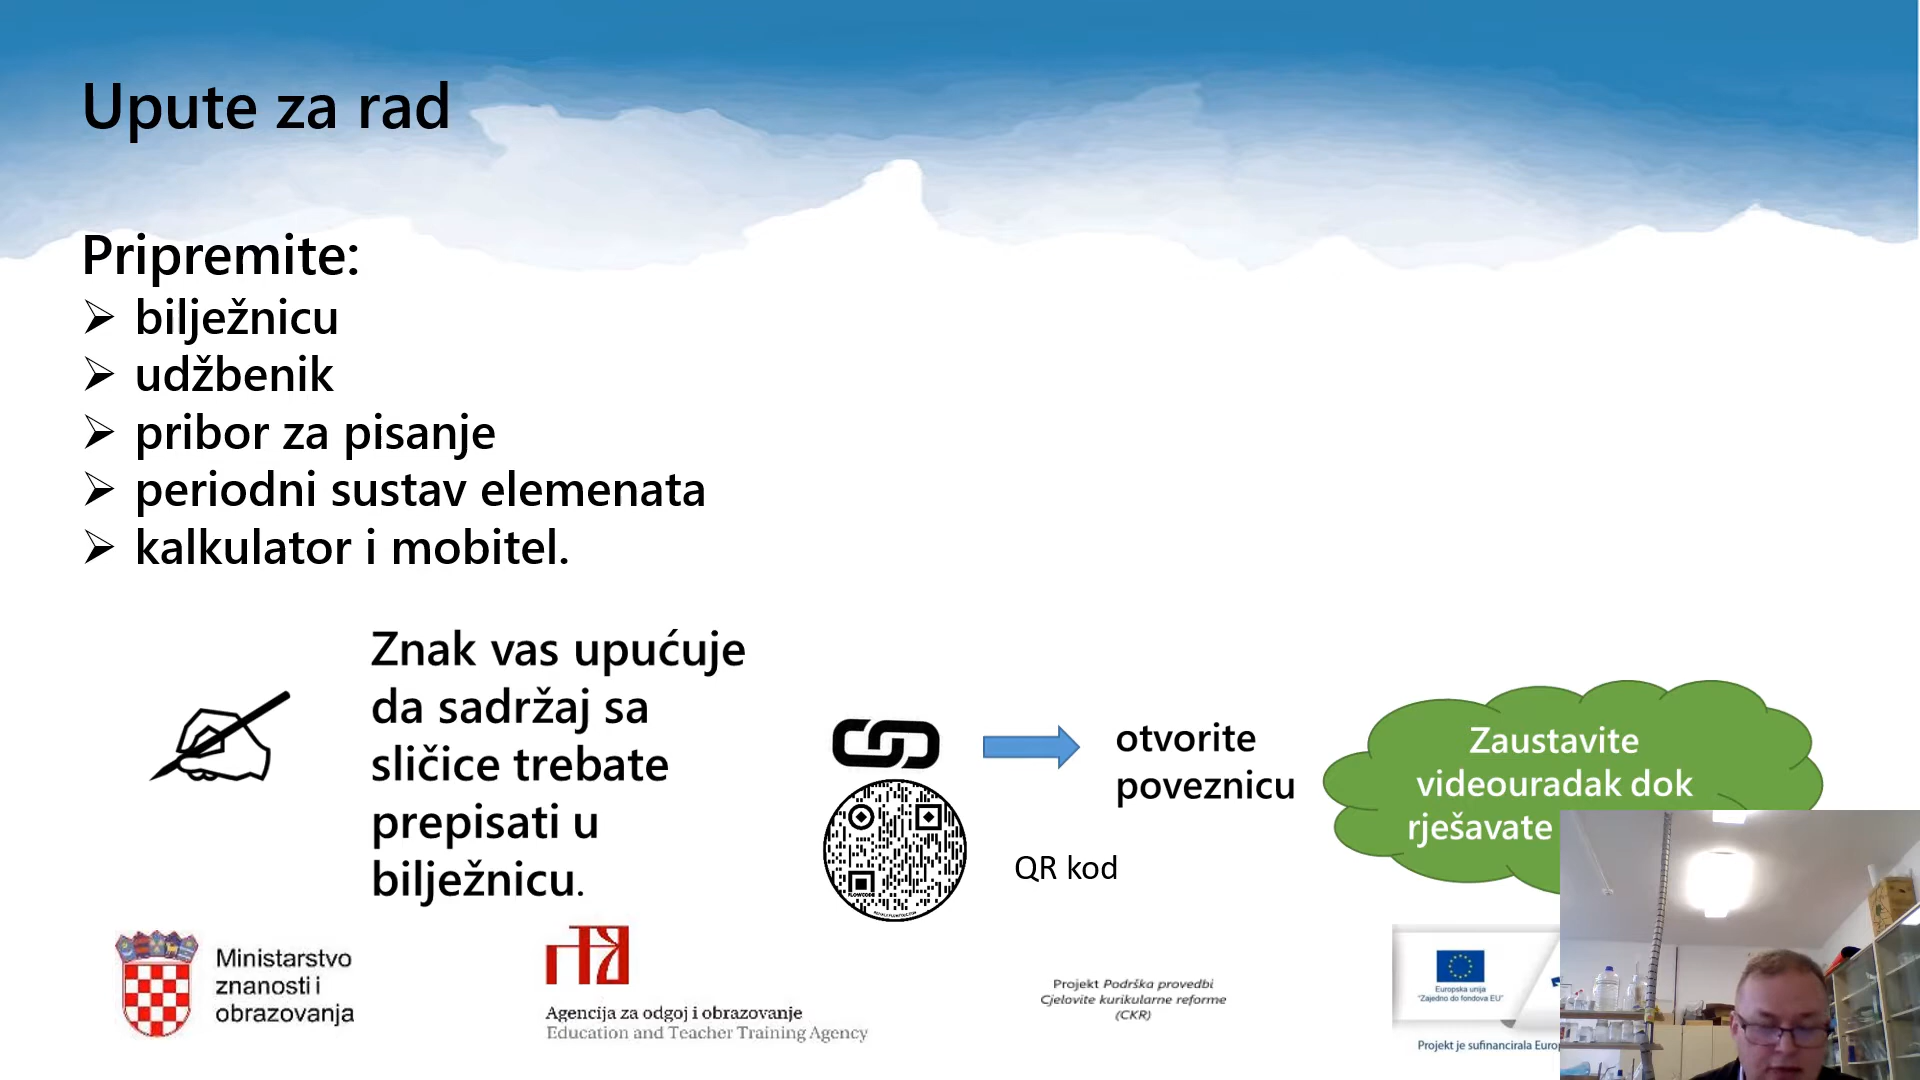 Upute za rad
Pripremite:
bilježnicu
udžbenik
pribor za pisanje
periodni sustav elemenata
kalkulator i mobitel.
Znak vas upućuje
da sadržaj sa
sličice trebate
prepisati u
bilježnicu.
otvorite
poveznicu
QR kod
Zaustavite
videouradak dok
rješavate
Ministarstvo
znanosti i
obrazovanja
Agencija za odgoj i obrazovanje
Education and Teacher Training Agency
Projekt Podrška provedbi
Cjelovite kurikularne reforme
(CKR)
Europska unija
"Zajedno do fondova EU"
Projekt je sufinancirala